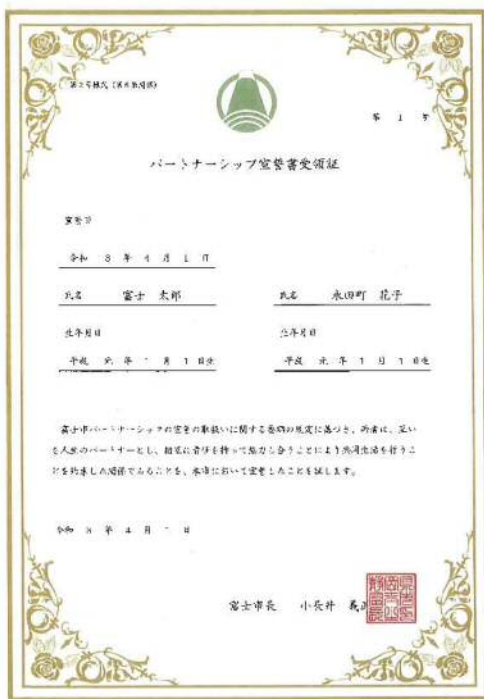 第2号様式（第6条関係）
第 1 号
パートナーシップ宣誓書受領証
宣誓日
令和 3 年 4 月 1 日
氏名 富士 太郎 氏名 永田町 花子
生年月日 生年月日
平成 元 年 1 月 1 日生 平成 元 年 1 月 1 日生
富士市パートナーシップの宣誓の取扱いに関する要綱の規定に基づき、両者は、互い
を人生のパートナーとし、相互に責任を持って協力し合うことにより共同生活を行うこ
とを約束した関係であることを、本市において宣誓したことを証します。
令和 3 年 4 月 1 日
富士市長 小長井 義正